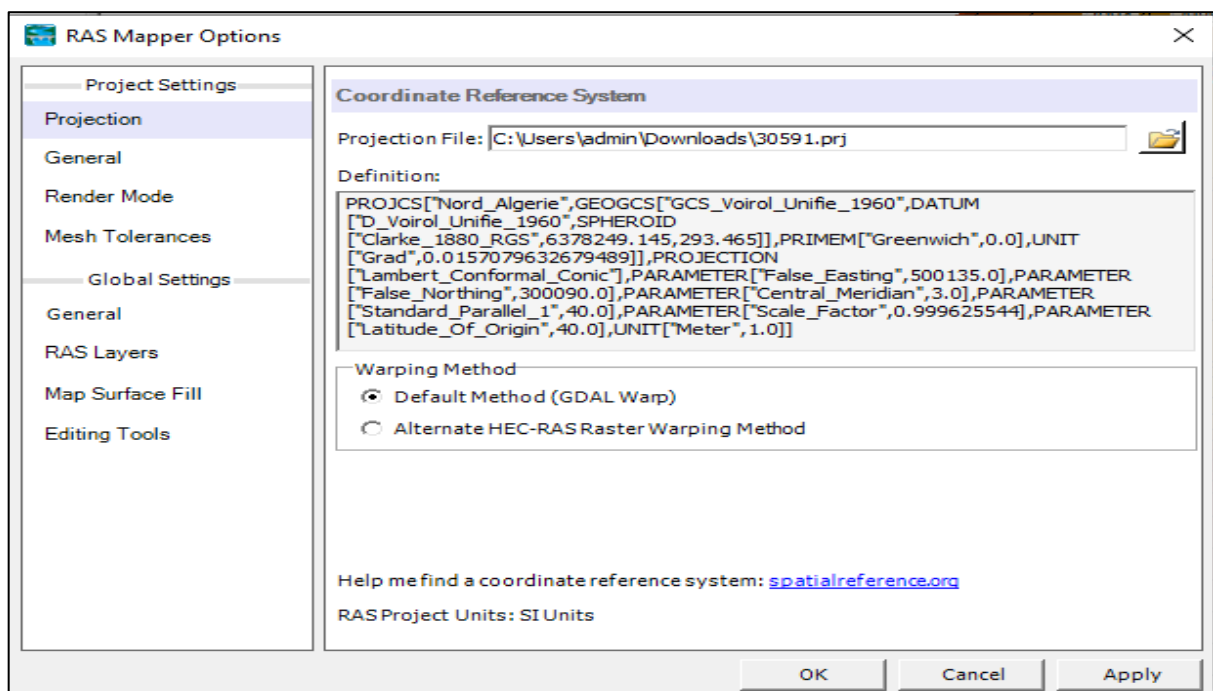 RAS Mapper Options
Project Settings
Projection
General
Render Mode
Mesh Tolerances
Global Settings
General
RAS Layers
Map Surface Fill
Editing Tools
Coordinate Reference System
Projection File: C:\Users\admin\Downloads\30591.prj
Definition:
PROJCS["Nord_Algerie",GEOGCS["GCS_Voirol_Unifie_1960",DATUM
["D_Voirol_Unifie_1960",SPHEROID
["Clarke_1880_RGS",6378249.145,293.465]],PRIMEM["Greenwich",0.0],UNIT
["Grad",0.0157079632679489]],PROJECTION
["Lambert_Conformal_Conic"],PARAMETER["False_Easting",500135.0],PARAMETER
["False_Northing",300090.0],PARAMETER["Central_Meridian",3.0],PARAMETER
["Standard_Parallel_1",40.0],PARAMETER["Scale_Factor",0.999625544],PARAMETER
["Latitude_Of_Origin",40.0],UNIT["Meter",1.0]]
Warping Method
Default Method (GDAL Warp)
Alternate HEC-RAS Raster Warping Method
Help me find a coordinate reference system: spatialreference.org
RAS Project Units: SI Units
OK
Cancel
Apply